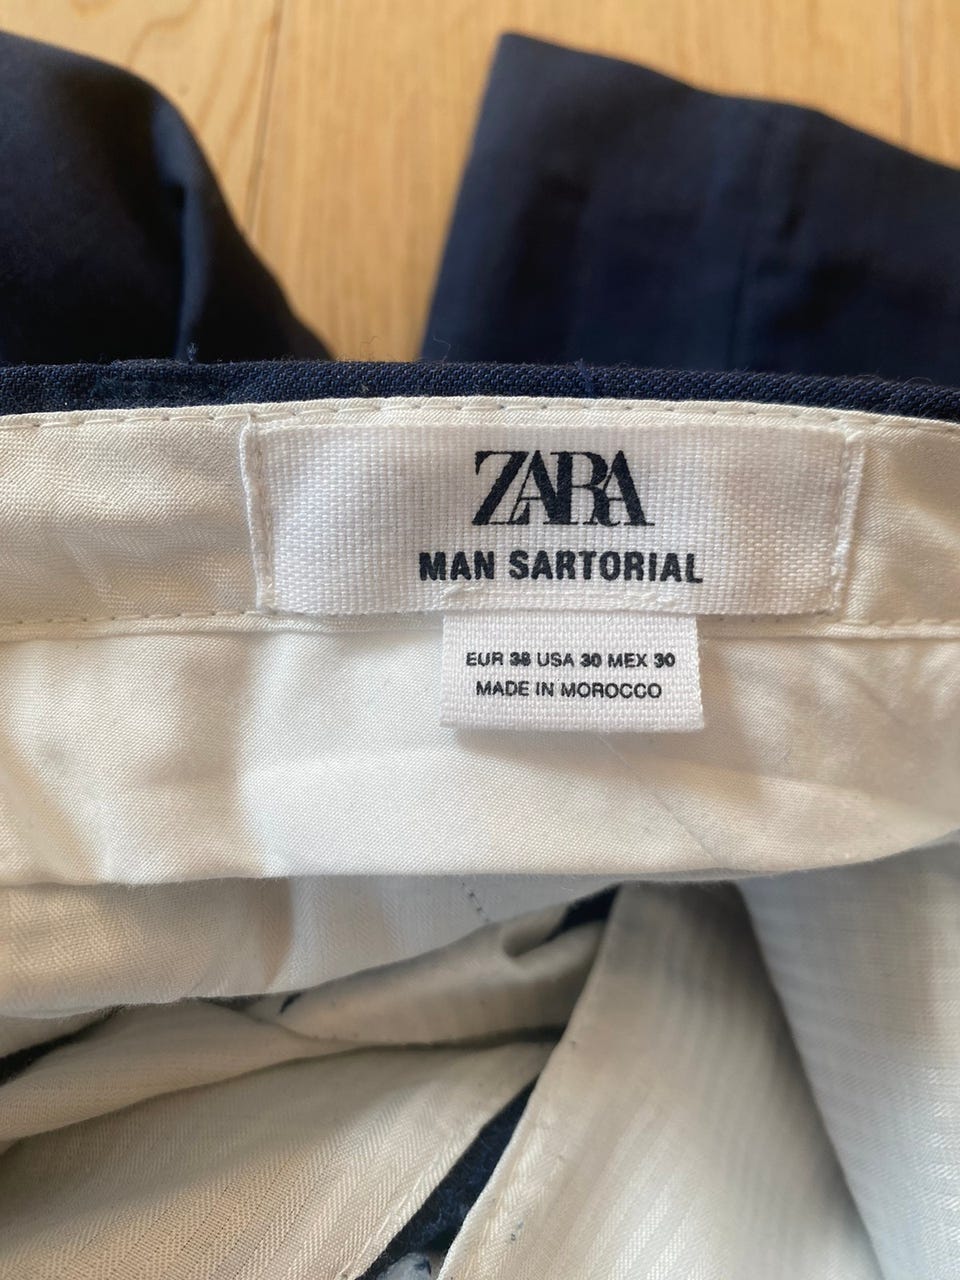 ZARA
MAN SARTORIAL
EUR 38 USA 30 MEX 30
MADE IN MOROCCO